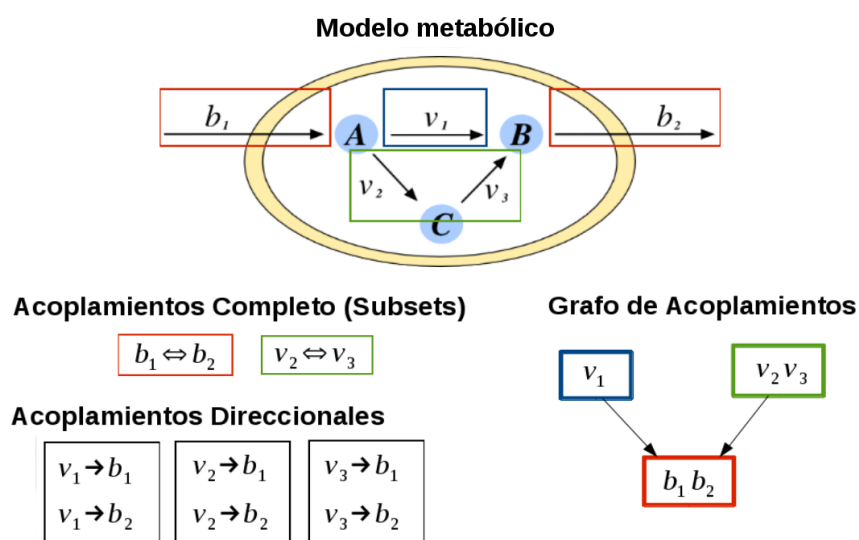 Modelo metabólico
b₁
A
v₁
B
b₂
v₂
v₃
C
Acoplamientos Completo (Subsets)
b₁ ⇔ b₂
v₂ ⇔ v₃
Acoplamientos Direccionales
v₁ → b₁
v₁ → b₂
v₂ → b₁
v₂ → b₂
v₃ → b₁
v₃ → b₂
Grafo de Acoplamientos
v₁
v₂ v₃
b₁ b₂